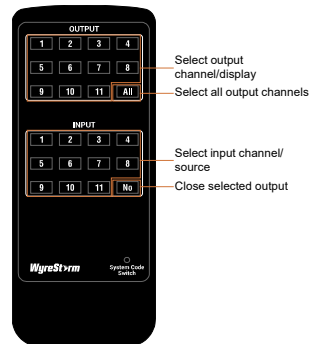 OUTPUT
1 2 3 4
5 6 7 8
9 10 11 All
Select output
channel/display
Select all output channels
INPUT
1 2 3 4
5 6 7 8
9 10 11 No
Select input channel/
source
Close selected output
WyreStorm
System Code
Switch